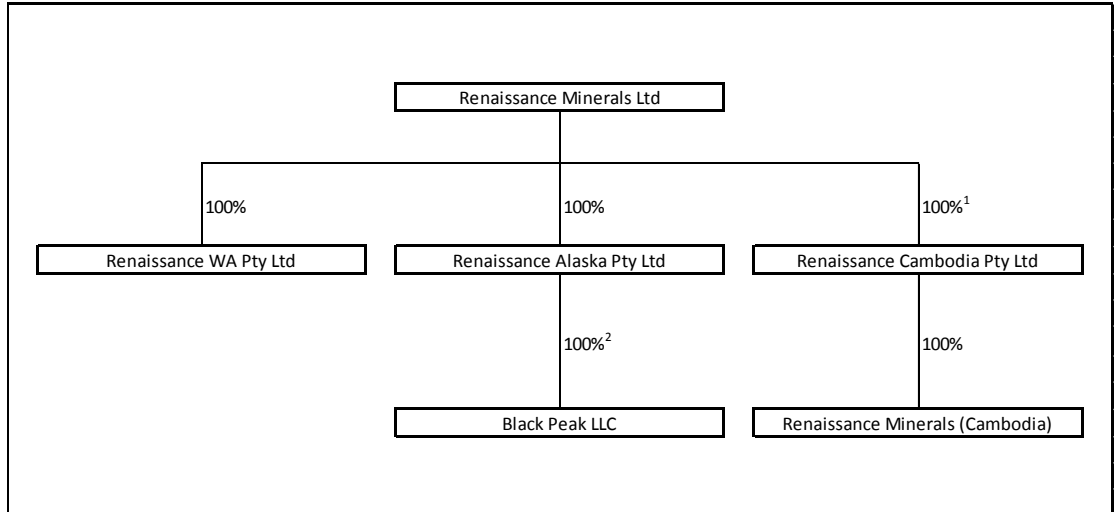 Renaissance Minerals Ltd
100%
100%
100%¹
Renaissance WA Pty Ltd
Renaissance Alaska Pty Ltd
Renaissance Cambodia Pty Ltd
100%²
100%
Black Peak LLC
Renaissance Minerals (Cambodia)